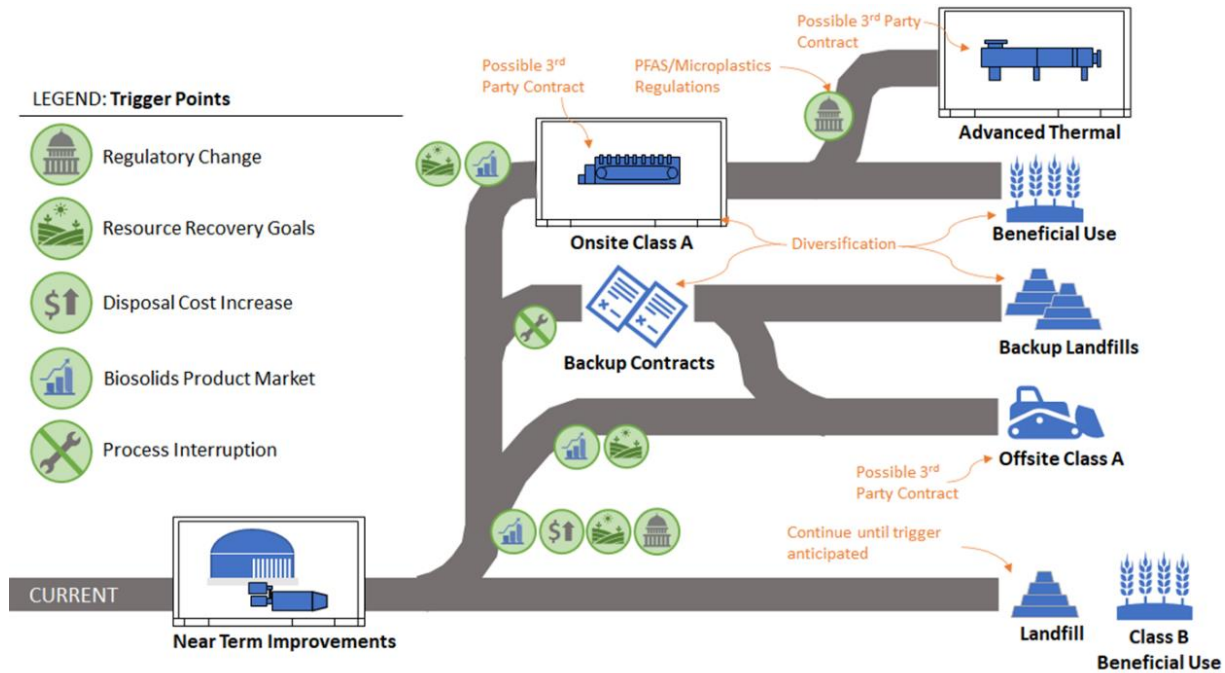 LEGEND: Trigger Points
Regulatory Change
Resource Recovery Goals
$
Disposal Cost Increase
Biosolids Product Market
Process Interruption
Possible 3rd
Party Contract
PFAS/Microplastics
Regulations
Possible 3rd Party
Contract
Advanced Thermal
Onsite Class A
Diversification
Beneficial Use
Backup Contracts
Backup Landfills
Offsite Class A
Possible 3rd
Party Contract
$
Continue until trigger
anticipated
CURRENT
Near Term Improvements
Landfill
Class B
Beneficial Use